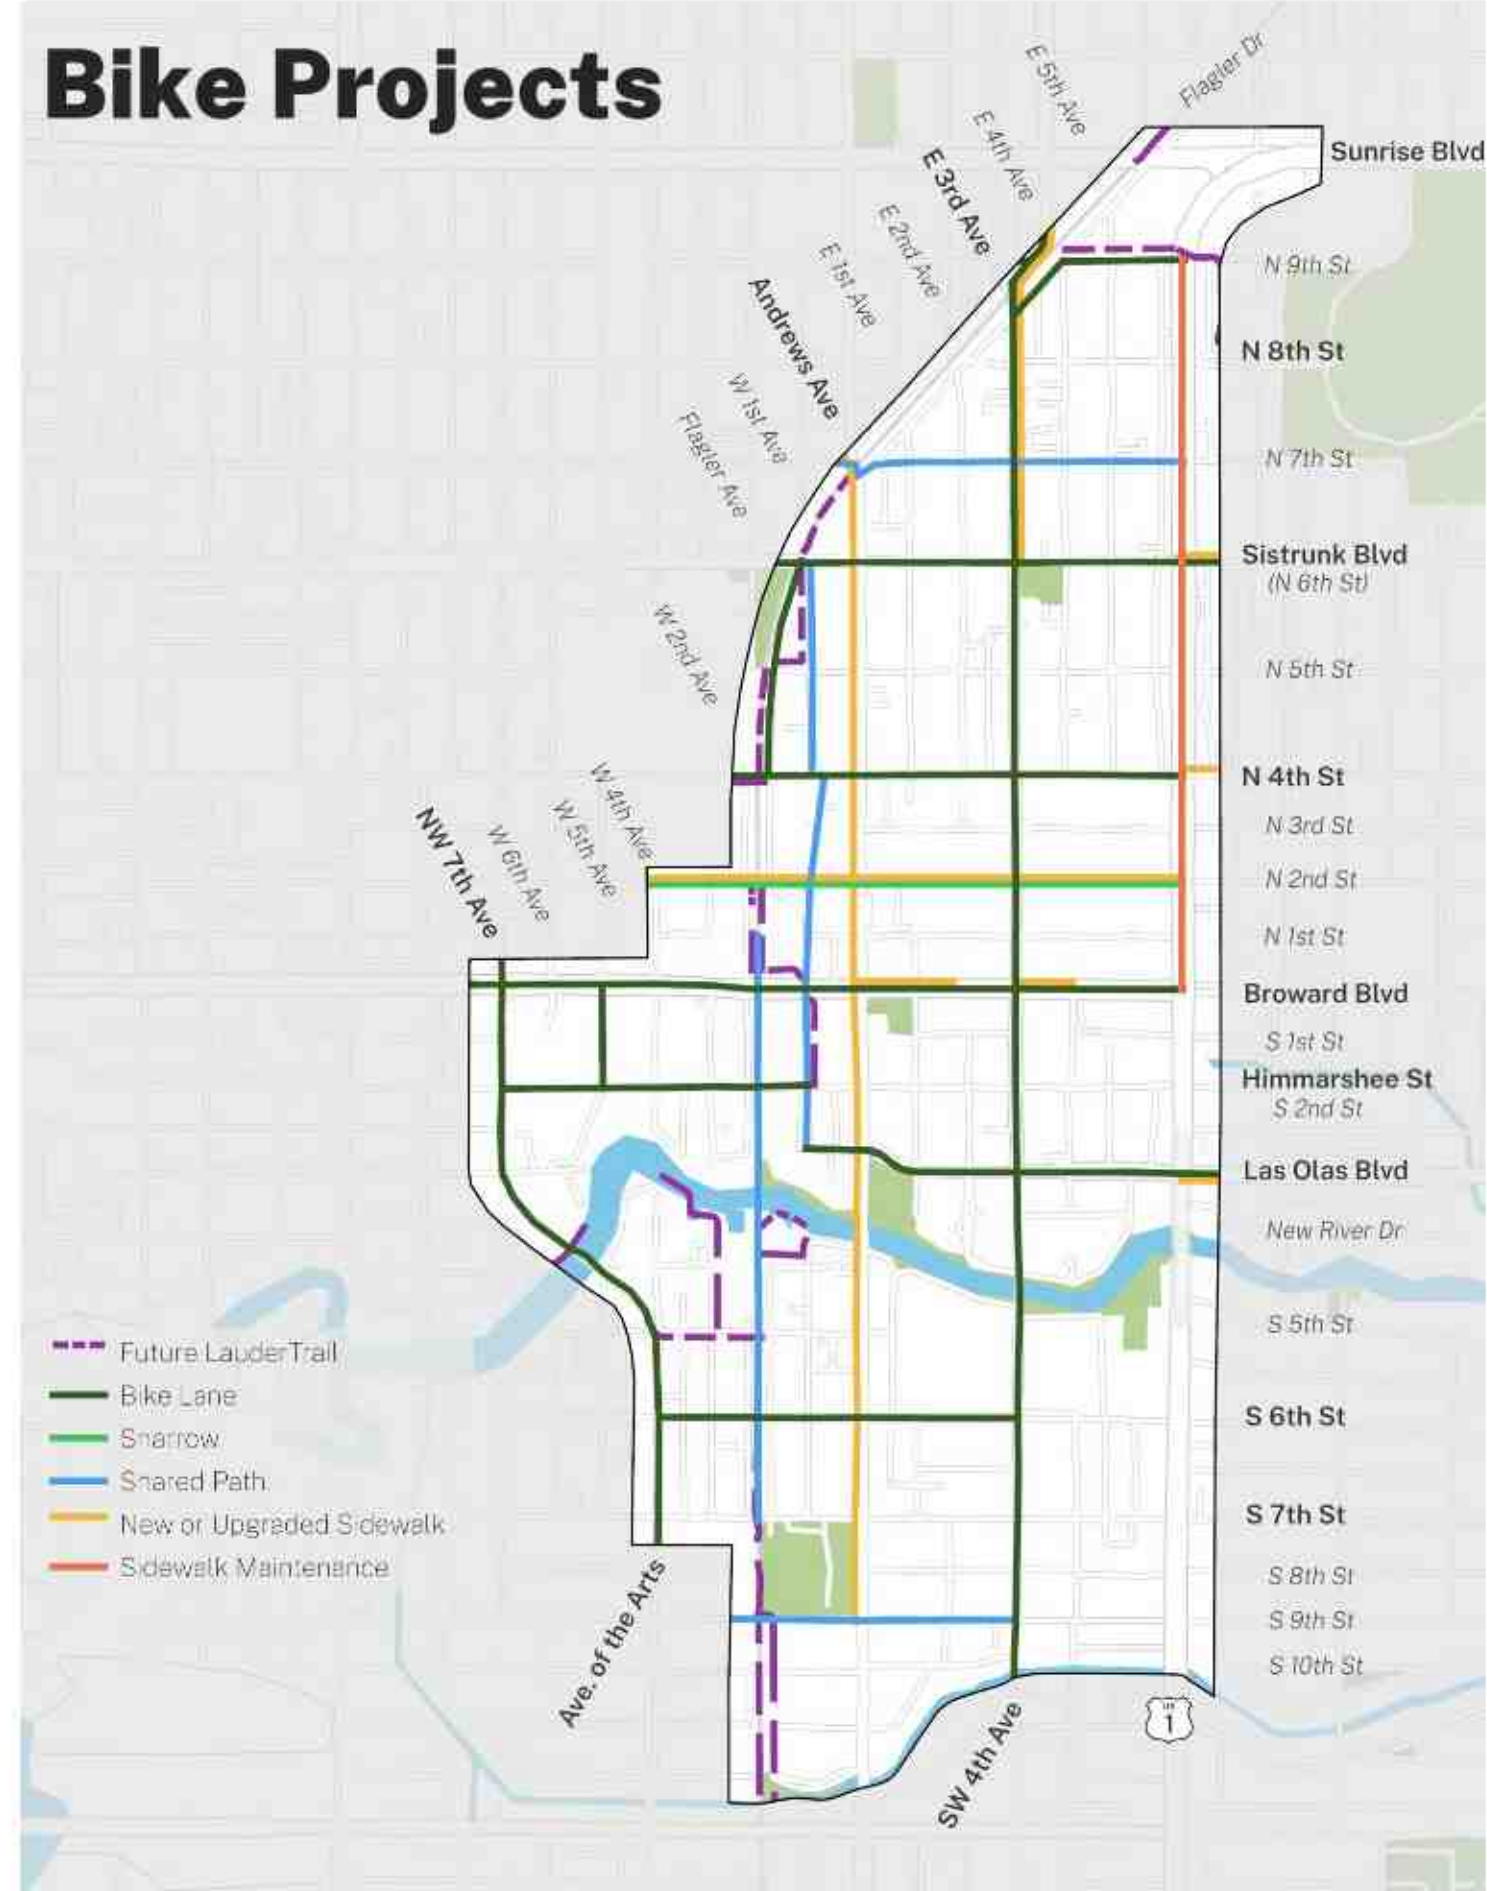 Bike Projects
Flagler Dr
E 5th Ave
E 4th Ave
E 3rd Ave
E 2nd Ave
E 1st Ave
Andrews Ave
W 1st Ave
Flagler Ave
W 2nd Ave
W 4th Ave
W 5th Ave
W 6th Ave
NW 7th Ave
Sunrise Blvd
N 9th St
N 8th St
N 7th St
Sistrunk Blvd
(N 6th St)
N 5th St
N 4th St
N 3rd St
N 2nd St
N 1st St
Broward Blvd
S 1st St
Himmarshee St
S 2nd St
Las Olas Blvd
New River Dr
S 5th St
S 6th St
S 7th St
S 8th St
S 9th St
S 10th St
Future LauderTrail
Bike Lane
Sharrow
Shared Path
New or Upgraded Sidewalk
Sidewalk Maintenance
Ave. of the Arts
SW 4th Ave
US
1